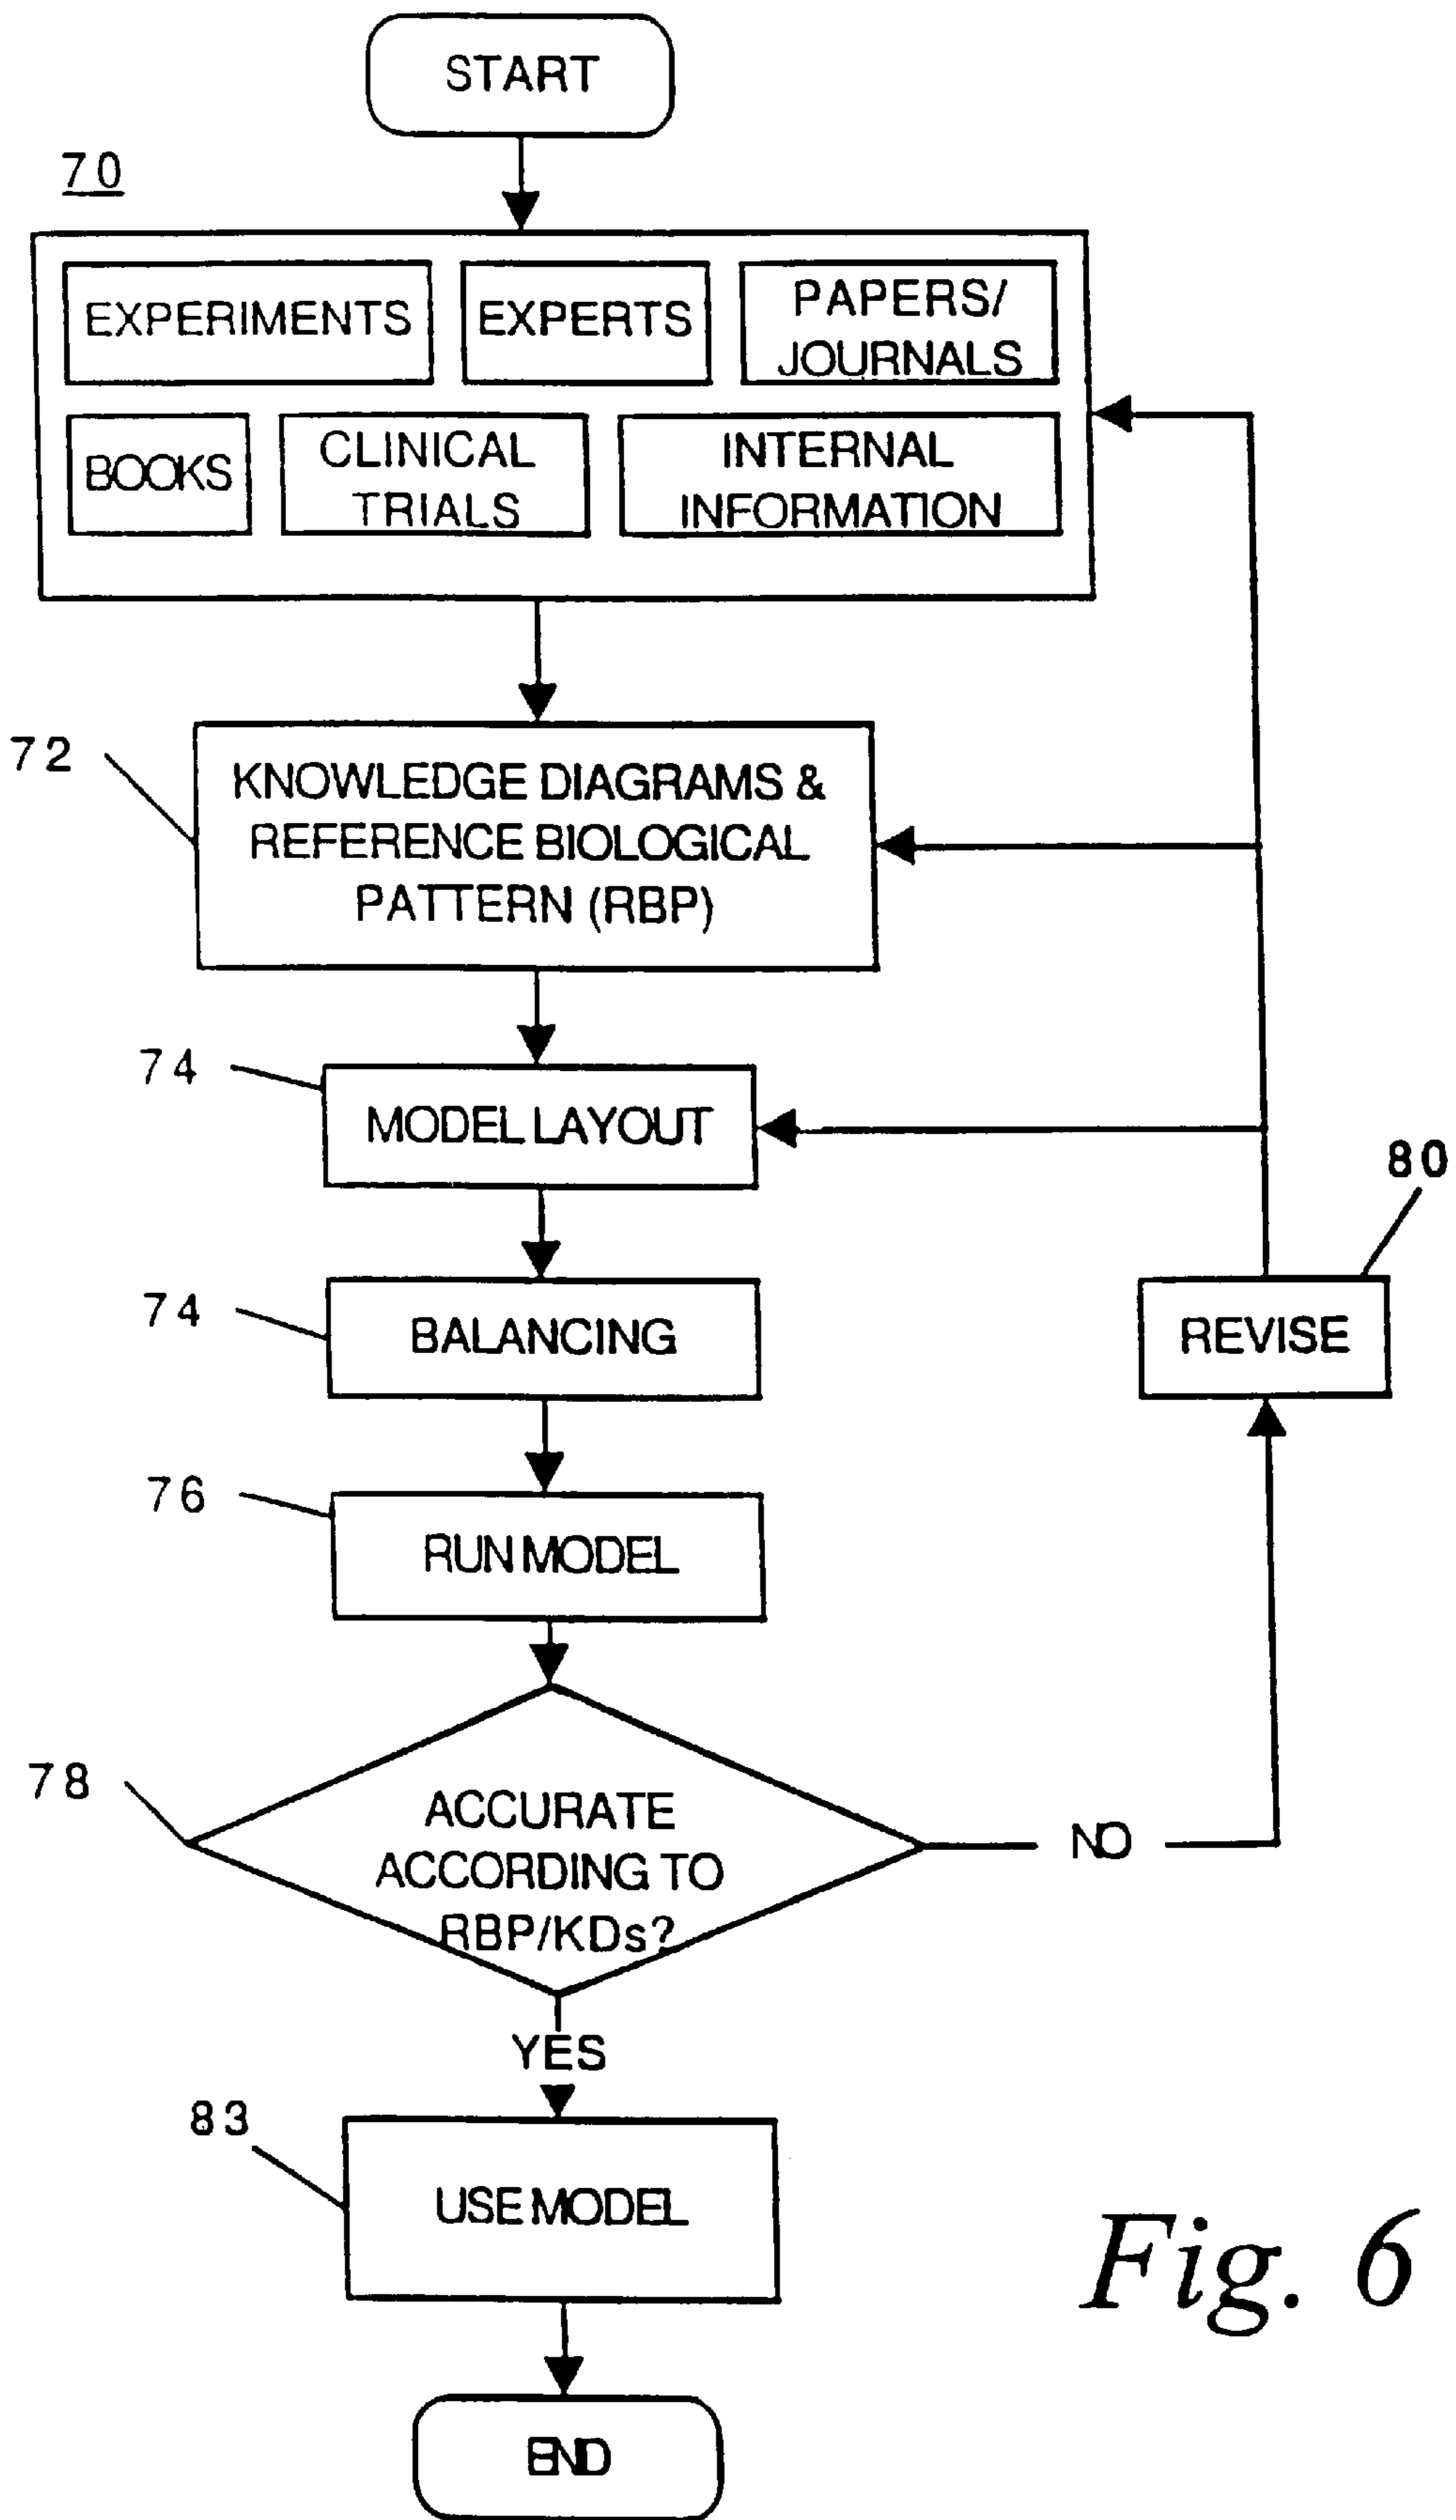 START
70
EXPERIMENTS
EXPERTS
PAPERS/
JOURNALS
BOOKS
CLINICAL
TRIALS
INTERNAL
INFORMATION
72
KNOWLEDGE DIAGRAMS &
REFERENCE BIOLOGICAL
PATTERN (RBP)
74
MODEL LAYOUT
80
74
BALANCING
REVISE
76
RUN MODEL
78
ACCURATE
ACCORDING TO
RBP/KDs?
NO
YES
83
USE MODEL
END
Fig. 6